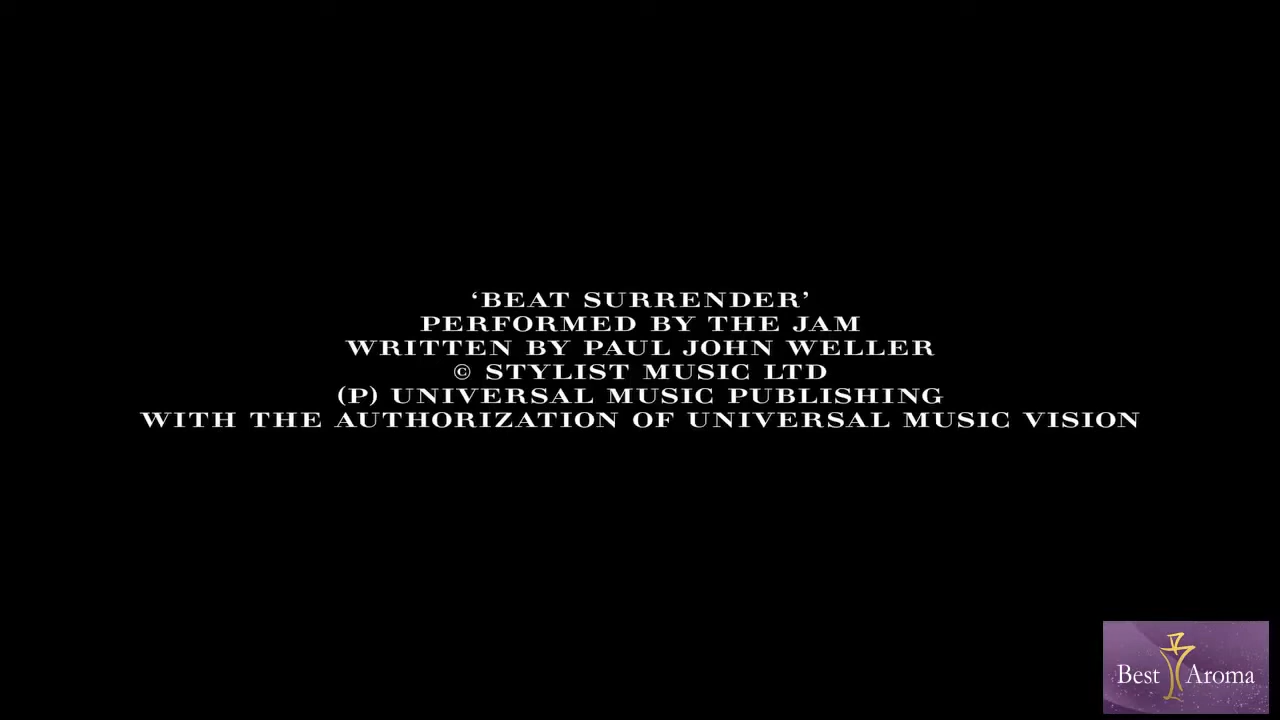 ‘BEAT SURRENDER’
PERFORMED BY THE JAM
WRITTEN BY PAUL JOHN WELLER
© STYLIST MUSIC LTD
(P) UNIVERSAL MUSIC PUBLISHING
WITH THE AUTHORIZATION OF UNIVERSAL MUSIC VISION
Best Aroma